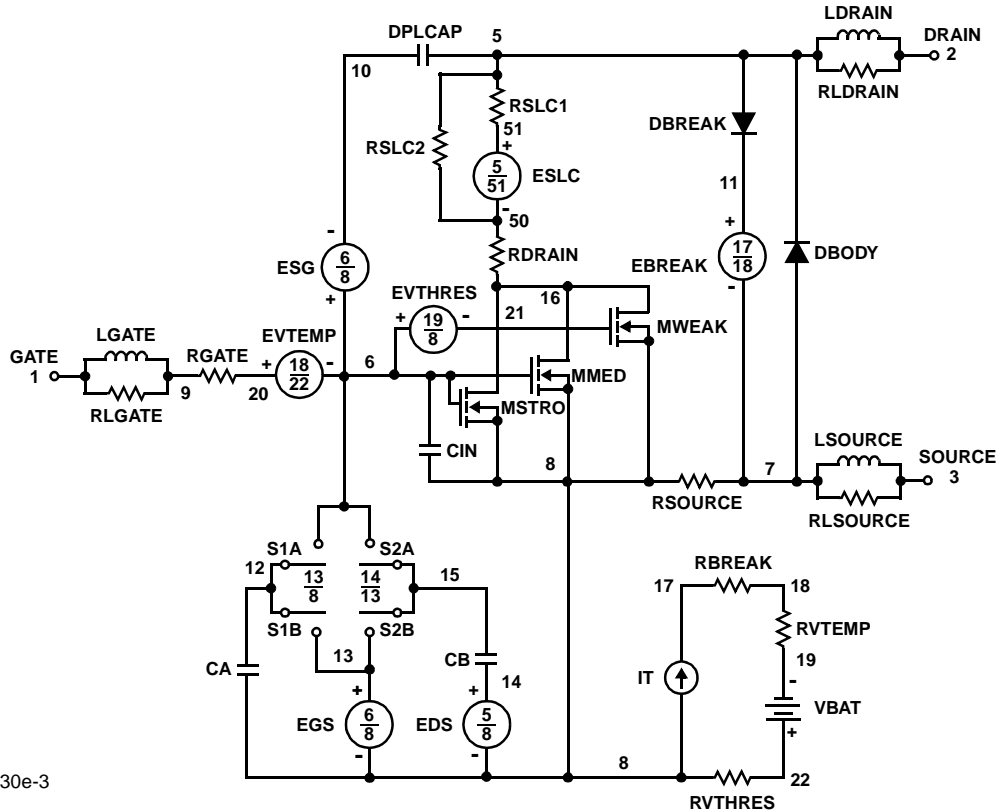 LDRAIN
DPLCAP
5
DRAIN
2
10
RLDRAIN
RSLC1
DBREAK
51
+
RSLC2
5
51
ESLC
11
-
50
+
-
RDRAIN
17
18
EBREAK
DBODY
6
8
ESG
EVTHRES
16
-
+
+
19
8
-
21
MWEAK
LGATE
EVTEMP
GATE
1
RGATE
+
18
22
-
6
MMED
9
20
RLGATE
MSTRO
LSOURCE
CIN
8
7
SOURCE
3
RSOURCE
RLSOURCE
S1A
S2A
RBREAK
12
13
8
14
13
15
17
18
S1B
S2B
RVTEMP
13
CB
19
CA
14
IT
-
+
+
VBAT
EGS
6
8
EDS
5
8
+
-
-
8
22
30e-3
RVTHRES